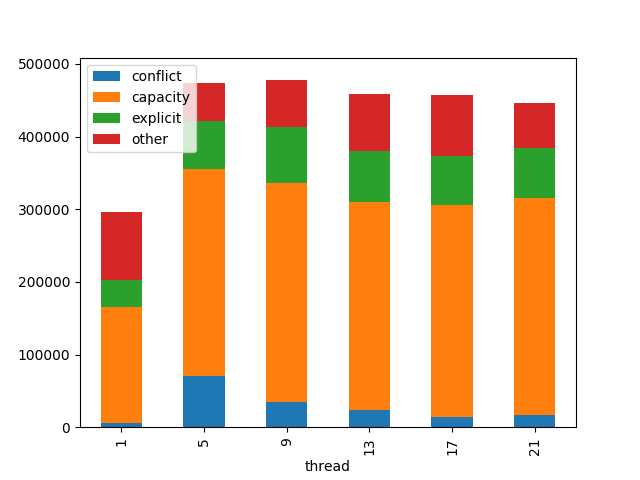 500000
400000
300000
200000
100000
0
conflict
capacity
explicit
other
1
5
9
13
17
21
thread